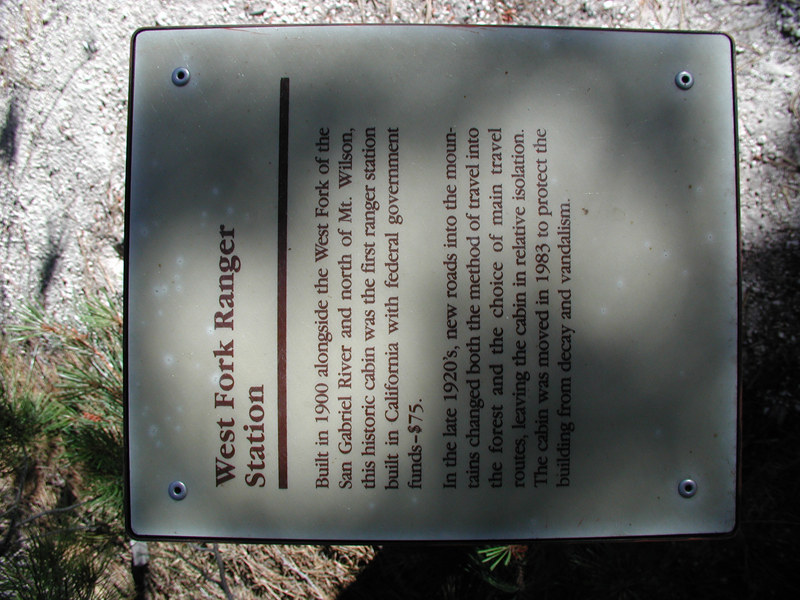 West Fork Ranger
Station
Built in 1900 alongside the West Fork of the
San Gabriel River and north of Mt. Wilson,
this historic cabin was the first ranger station
built in California with federal government
funds–$75.
In the late 1920's, new roads into the moun-
tains changed both the method of travel into
the forest and the choice of main travel
routes, leaving the cabin in relative isolation.
The cabin was moved in 1983 to protect the
building from decay and vandalism.